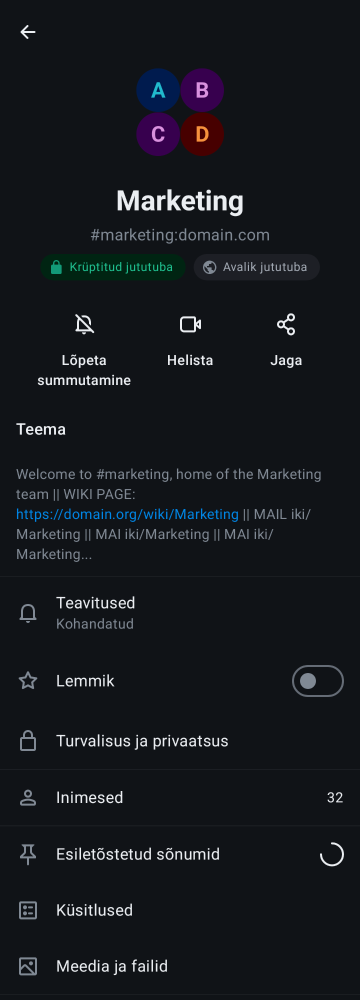 A
B
C
D
Marketing
#marketing:domain.com
Krüptitud jututuba
Avalik jututuba
Lõpeta
summutamine
Helista
Jaga
Teema
Welcome to #marketing, home of the Marketing
team || WIKI PAGE:
https://domain.org/wiki/Marketing || MAIL iki/
Marketing || MAI iki/Marketing || MAI iki/
Marketing...
Teavitused
Kohandatud
Lemmik
Turvalisus ja privaatsus
Inimesed
32
Esiletõstetud sõnumid
Küsitlused
Meedia ja failid